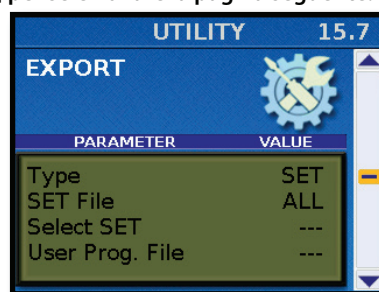 UTILITY 15.7
EXPORT
PARAMETER VALUE
Type SET
SET File ALL
Select SET ---
User Prog. File ---